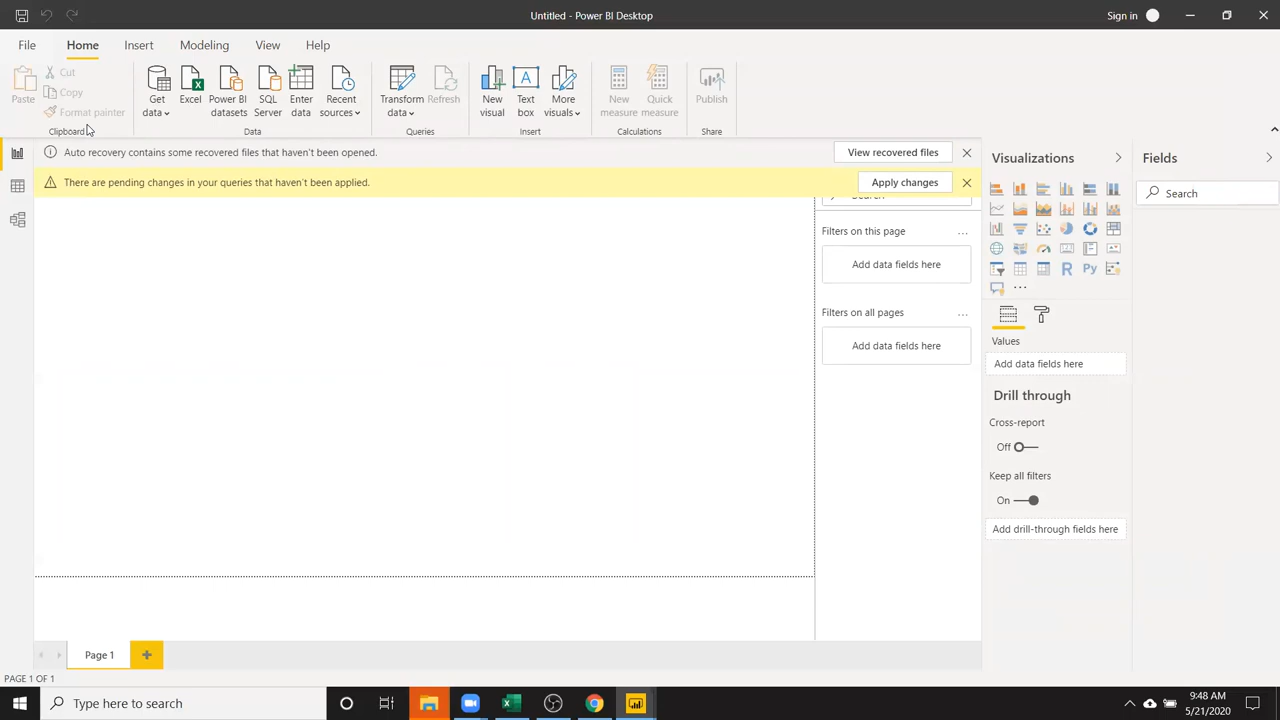 Untitled - Power BI Desktop
Sign in
File
Home
Insert
Modeling
View
Help
Paste
Cut
Copy
Format painter
Clipboard
Get data
Excel
Power BI datasets
SQL Server
Enter data
Recent sources
Data
Transform data
Refresh
Queries
New visual
Text box
More visuals
Insert
New measure
Quick measure
Calculations
Publish
Share
Auto recovery contains some recovered files that haven't been opened.
View recovered files
There are pending changes in your queries that haven't been applied.
Apply changes
Filters on this page
...
Add data fields here
Filters on all pages
...
Add data fields here
Visualizations
R
Py
...
Values
Add data fields here
Drill through
Cross-report
Off
Keep all filters
On
Add drill-through fields here
Fields
Search
Page 1
PAGE 1 OF 1
Type here to search
9:48 AM
5/21/2020